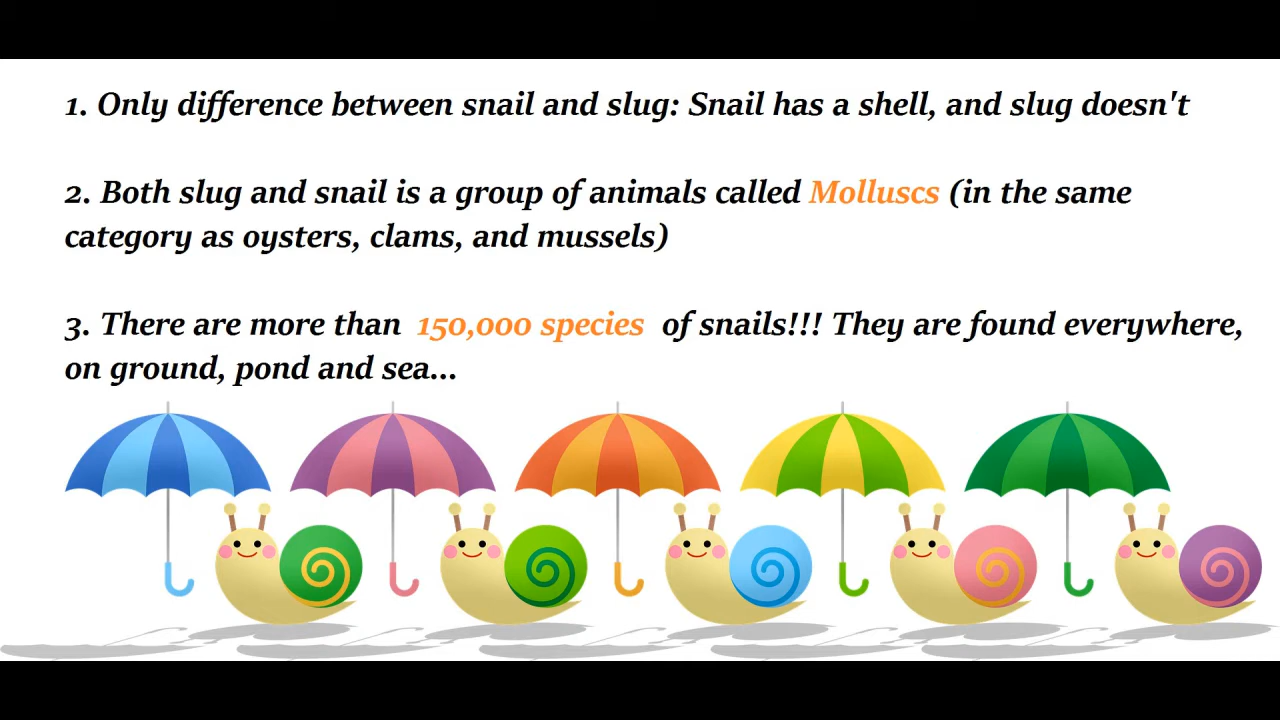 1. Only difference between snail and slug: Snail has a shell, and slug doesn't
2. Both slug and snail is a group of animals called Molluscs (in the same
category as oysters, clams, and mussels)
3. There are more than 150,000 species of snails!!! They are found everywhere,
on ground, pond and sea...